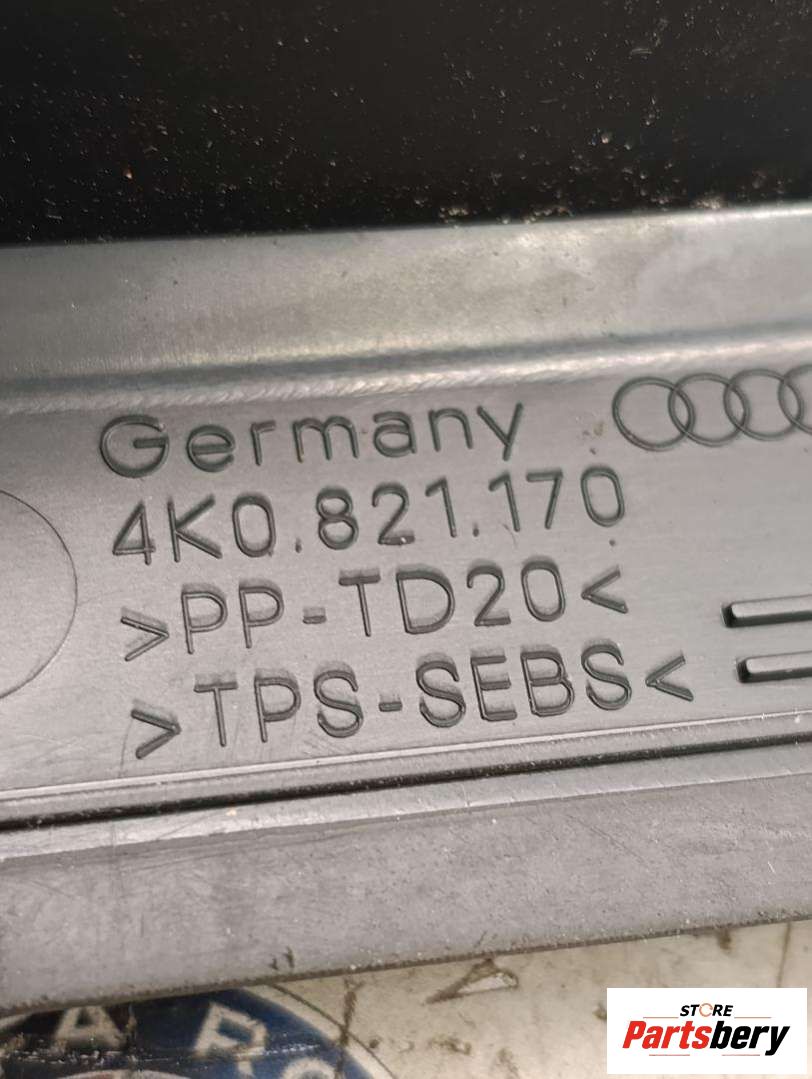 Germany
4K0.821.170
>PP-TD20<
>TPS-SEBS<
STORE
Partsbery